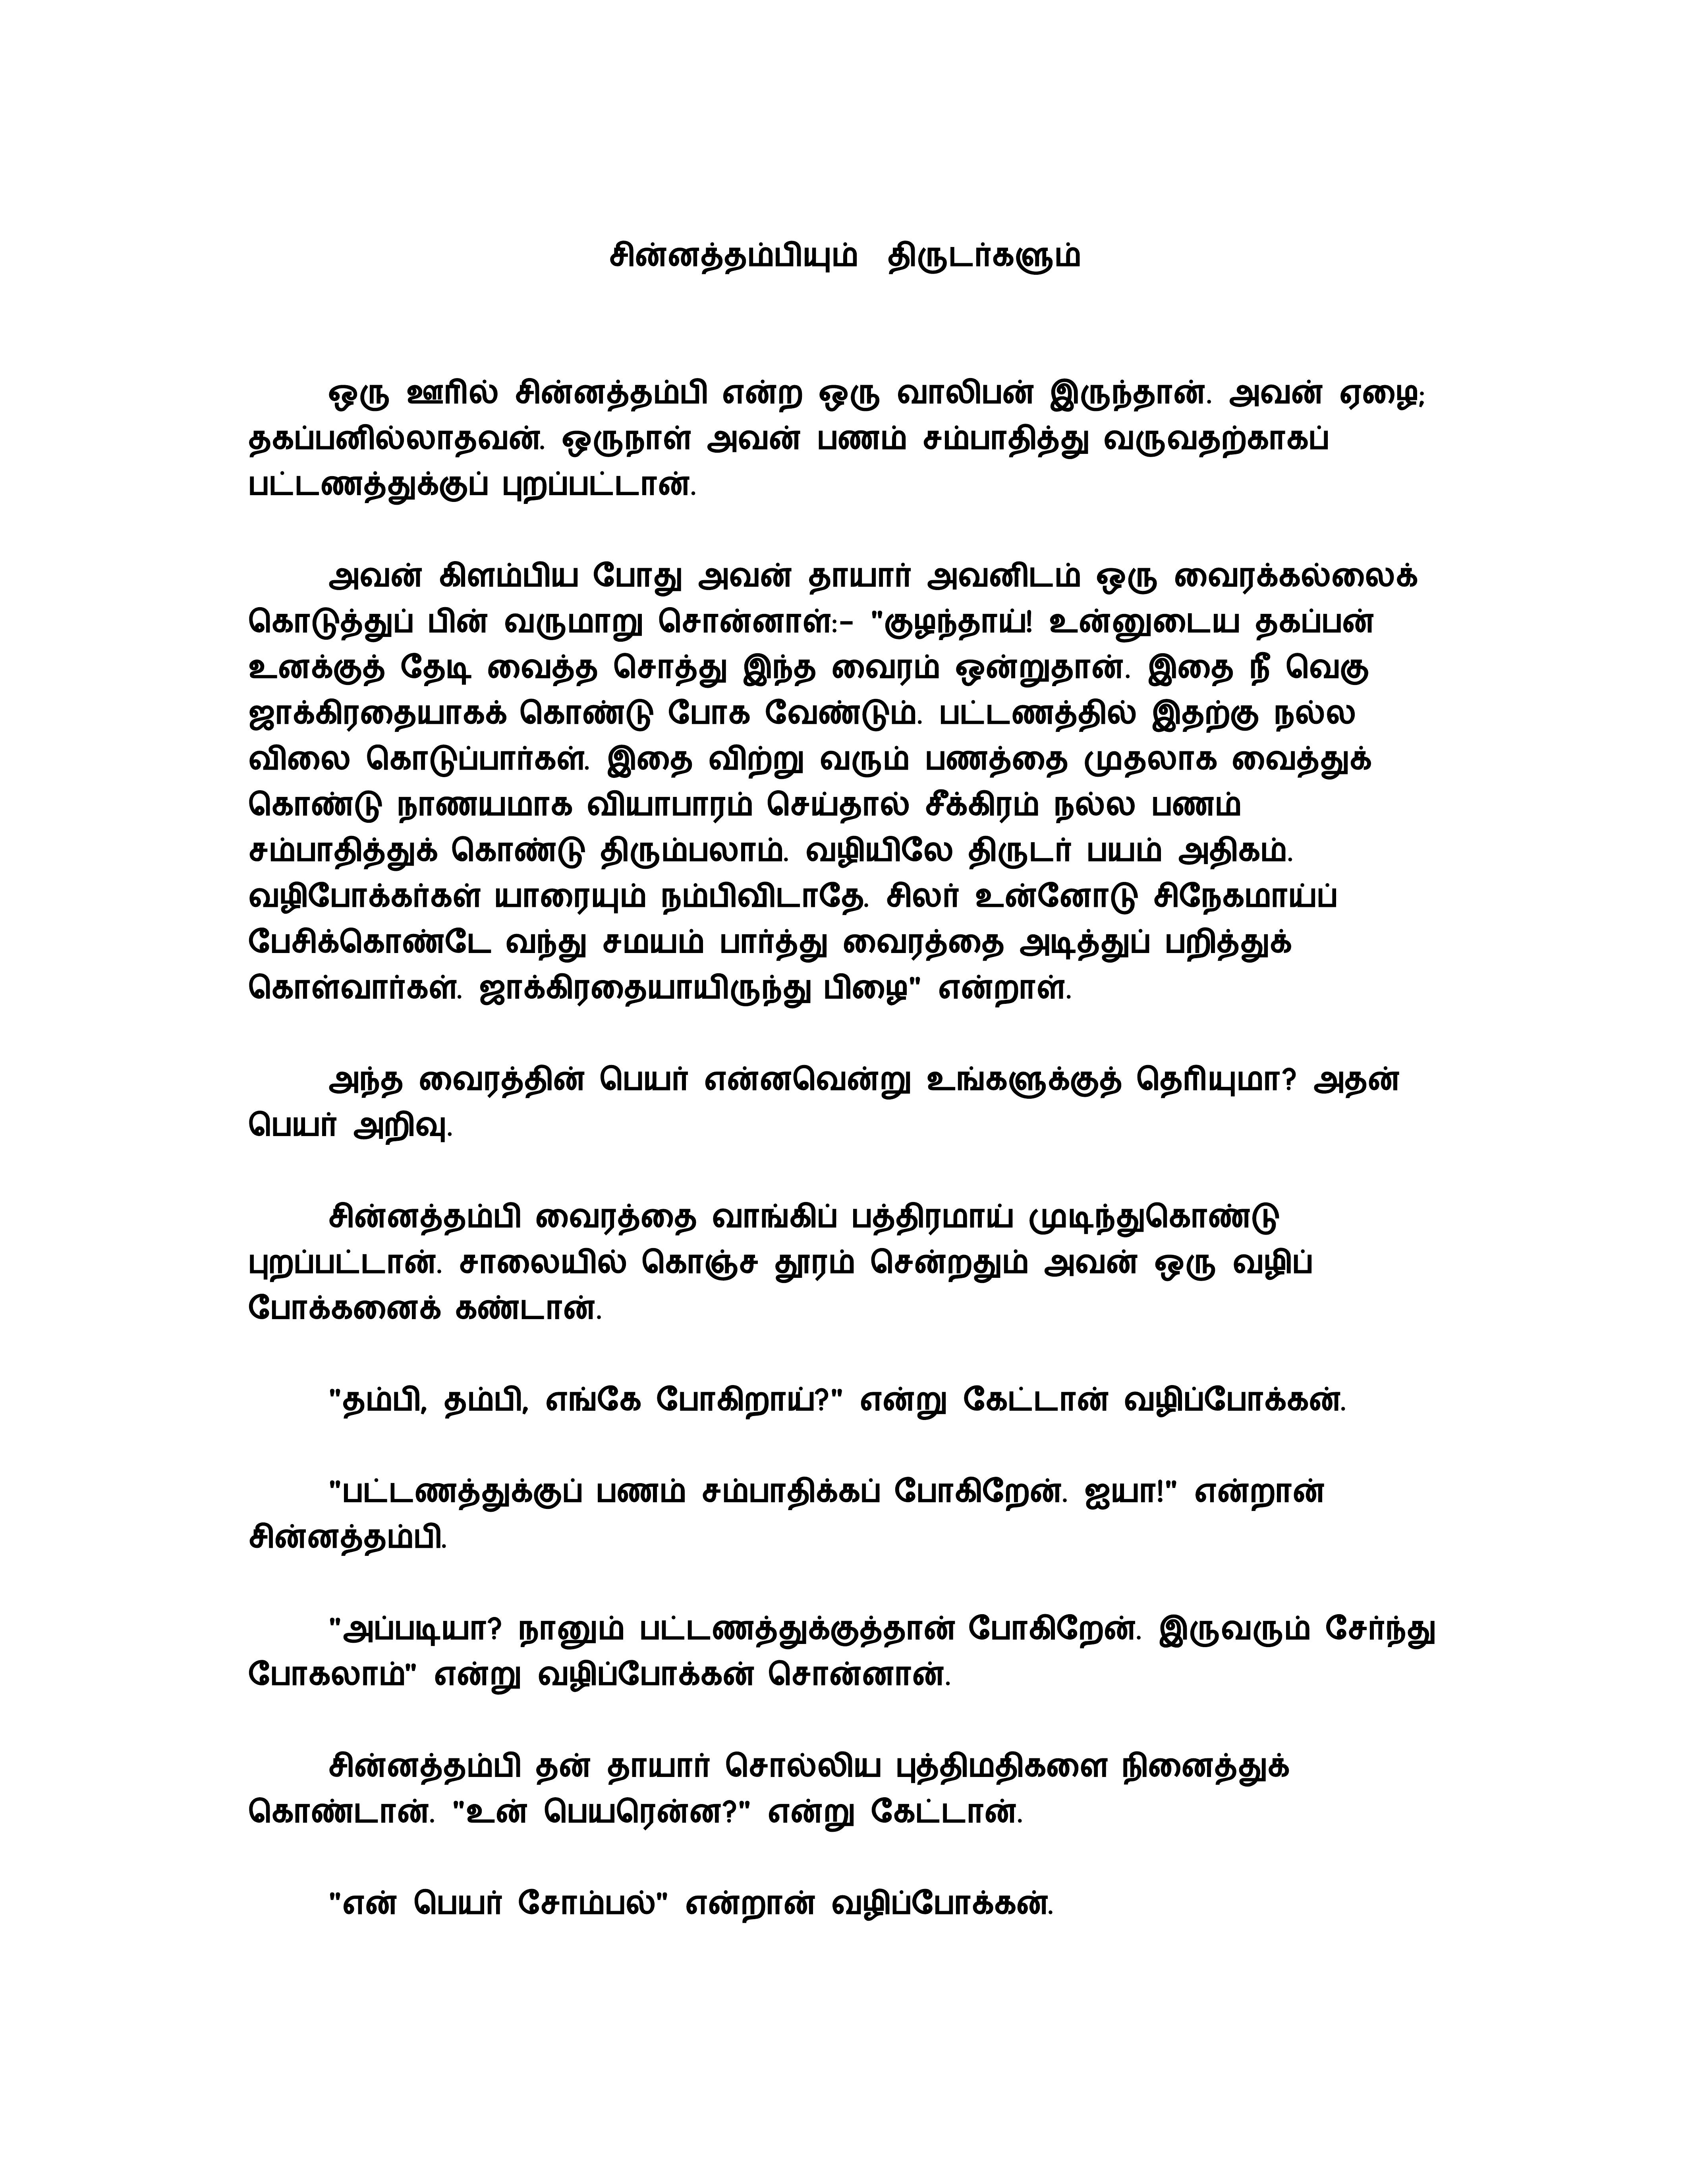 சின்னத்தம்பியும் திருடர்களும்
ஒரு ஊரில் சின்னத்தம்பி என்ற ஒரு வாலிபன் இருந்தான். அவன் ஏழை;
தகப்பனில்லாதவன். ஒருநாள் அவன் பணம் சம்பாதித்து வருவதற்காகப்
பட்டணத்துக்குப் புறப்பட்டான்.
அவன் கிளம்பிய போது அவன் தாயார் அவனிடம் ஒரு வைரக்கல்லைக்
கொடுத்துப் பின் வருமாறு சொன்னாள்:- "குழந்தாய்! உன்னுடைய தகப்பன்
உனக்குத் தேடி வைத்த சொத்து இந்த வைரம் ஒன்றுதான். இதை நீ வெகு
ஜாக்கிரதையாகக் கொண்டு போக வேண்டும். பட்டணத்தில் இதற்கு நல்ல
விலை கொடுப்பார்கள். இதை விற்று வரும் பணத்தை முதலாக வைத்துக்
கொண்டு நாணயமாக வியாபாரம் செய்தால் சீக்கிரம் நல்ல பணம்
சம்பாதித்துக் கொண்டு திரும்பலாம். வழியிலே திருடர் பயம் அதிகம்.
வழிபோக்கர்கள் யாரையும் நம்பிவிடாதே. சிலர் உன்னோடு சிநேகமாய்ப்
பேசிக்கொண்டே வந்து சமயம் பார்த்து வைரத்தை அடித்துப் பறித்துக்
கொள்வார்கள். ஜாக்கிரதையாயிருந்து பிழை" என்றாள்.
அந்த வைரத்தின் பெயர் என்னவென்று உங்களுக்குத் தெரியுமா? அதன்
பெயர் அறிவு.
சின்னத்தம்பி வைரத்தை வாங்கிப் பத்திரமாய் முடிந்துகொண்டு
புறப்பட்டான். சாலையில் கொஞ்ச தூரம் சென்றதும் அவன் ஒரு வழிப்
போக்கனைக் கண்டான்.
"தம்பி, தம்பி, எங்கே போகிறாய்?" என்று கேட்டான் வழிப்போக்கன்.
"பட்டணத்துக்குப் பணம் சம்பாதிக்கப் போகிறேன். ஐயா!" என்றான்
சின்னத்தம்பி.
"அப்படியா? நானும் பட்டணத்துக்குத்தான் போகிறேன். இருவரும் சேர்ந்து
போகலாம்" என்று வழிப்போக்கன் சொன்னான்.
சின்னத்தம்பி தன் தாயார் சொல்லிய புத்திமதிகளை நினைத்துக்
கொண்டான். "உன் பெயரென்ன?" என்று கேட்டான்.
"என் பெயர் சோம்பல்" என்றான் வழிப்போக்கன்.